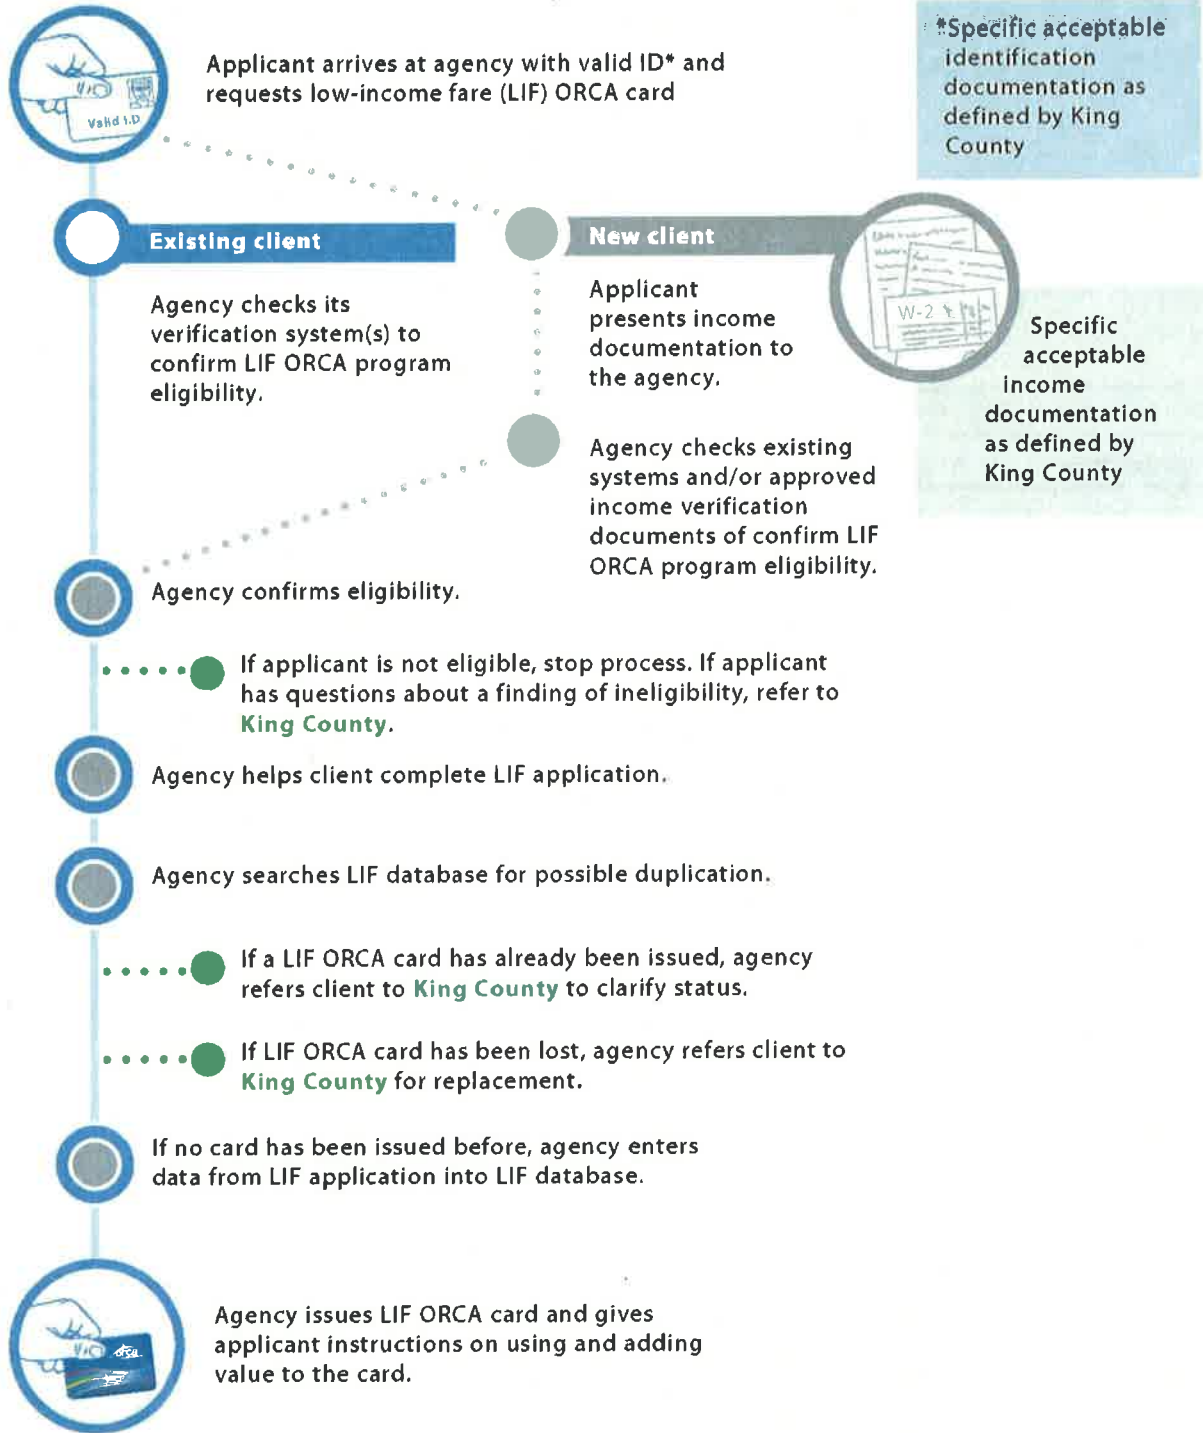 Applicant arrives at agency with valid ID* and
requests low-income fare (LIF) ORCA card
Valid I.D
*Specific acceptable
identification
documentation as
defined by King
County
Existing client
Agency checks its
verification system(s) to
confirm LIF ORCA program
eligibility.
New client
Applicant
presents income
documentation to
the agency.
W-2
Specific
acceptable
income
documentation
as defined by
King County
Agency checks existing
systems and/or approved
income verification
documents of confirm LIF
ORCA program eligibility.
Agency confirms eligibility.
If applicant is not eligible, stop process. If applicant
has questions about a finding of ineligibility, refer to
King County.
Agency helps client complete LIF application.
Agency searches LIF database for possible duplication.
If a LIF ORCA card has already been issued, agency
refers client to King County to clarify status.
If LIF ORCA card has been lost, agency refers client to
King County for replacement.
If no card has been issued before, agency enters
data from LIF application into LIF database.
orca
Agency issues LIF ORCA card and gives
applicant instructions on using and adding
value to the card.